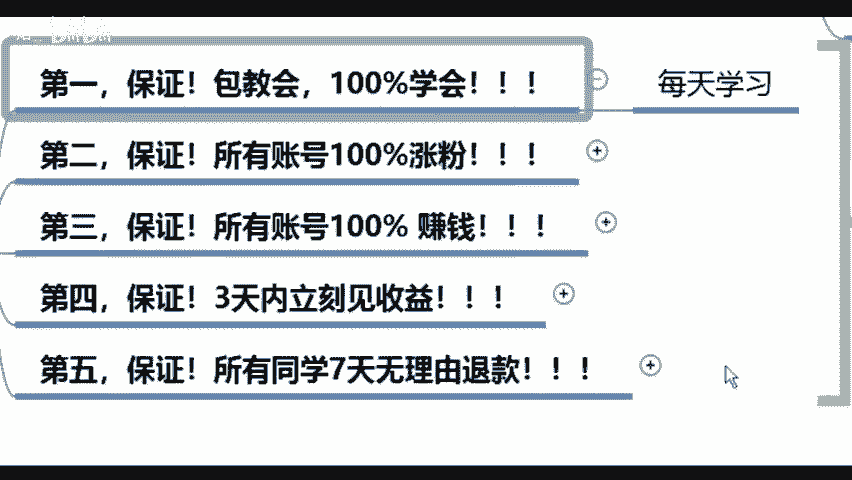 第一，保证！包教会，100%学会！！！
每天学习
第二，保证！所有账号100%涨粉！！！
第三，保证！所有账号100% 赚钱！！！
第四，保证！3天内立刻见收益！！！
第五，保证！所有同学7天无理由退款！！！